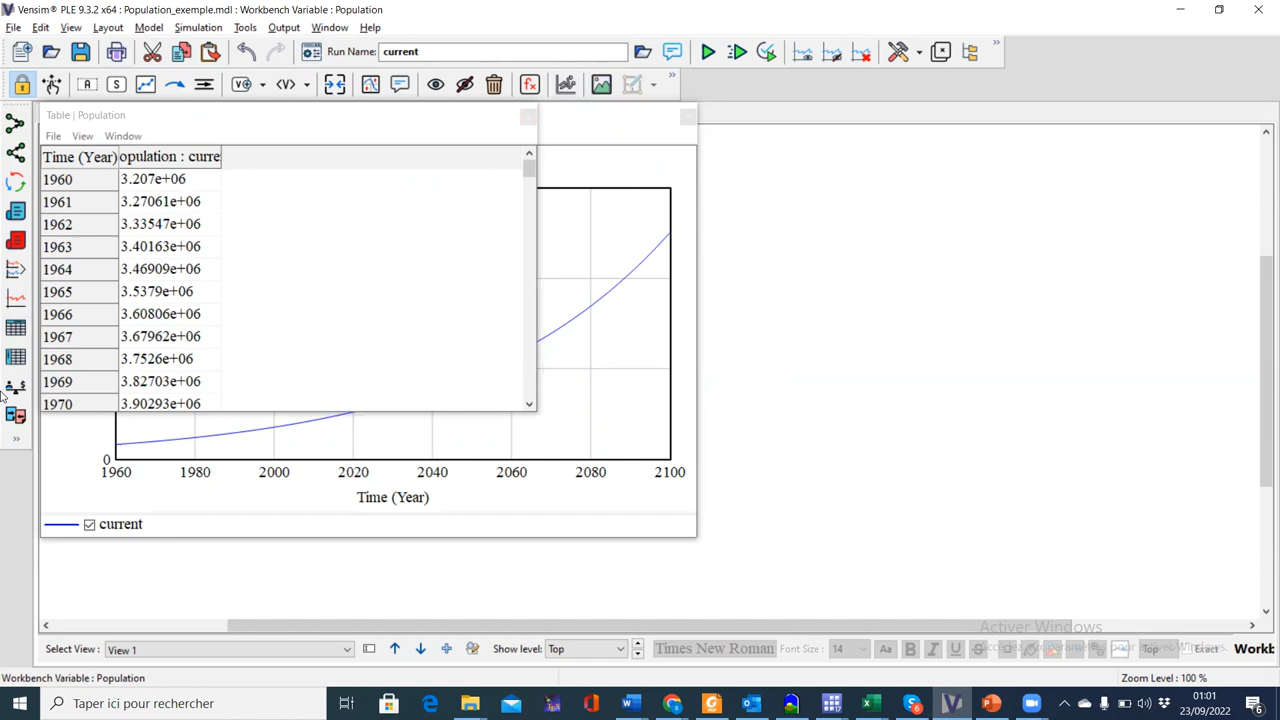 Vensim® PLE 9.3.2 x64 : Population_exemple.mdl : Workbench Variable : Population
File Edit View Layout Model Simulation Tools Output Window Help
Run Name: current
Table | Population
File View Window
Time (Year) opulation : curre
1960 3.207e+06
1961 3.27061e+06
1962 3.33547e+06
1963 3.40163e+06
1964 3.46909e+06
1965 3.5379e+06
1966 3.60806e+06
1967 3.67962e+06
1968 3.7526e+06
1969 3.82703e+06
1970 3.90293e+06
0
1960 1980 2000 2020 2040 2060 2080 2100
Time (Year)
current
Activer Windows
Select View : View 1 Show level: Top Times New Roman Font Size : 14 Aa B I U S Top Exact Workb
Workbench Variable : Population Zoom Level : 100 %
Taper ici pour rechercher
01:01
23/09/2022
6